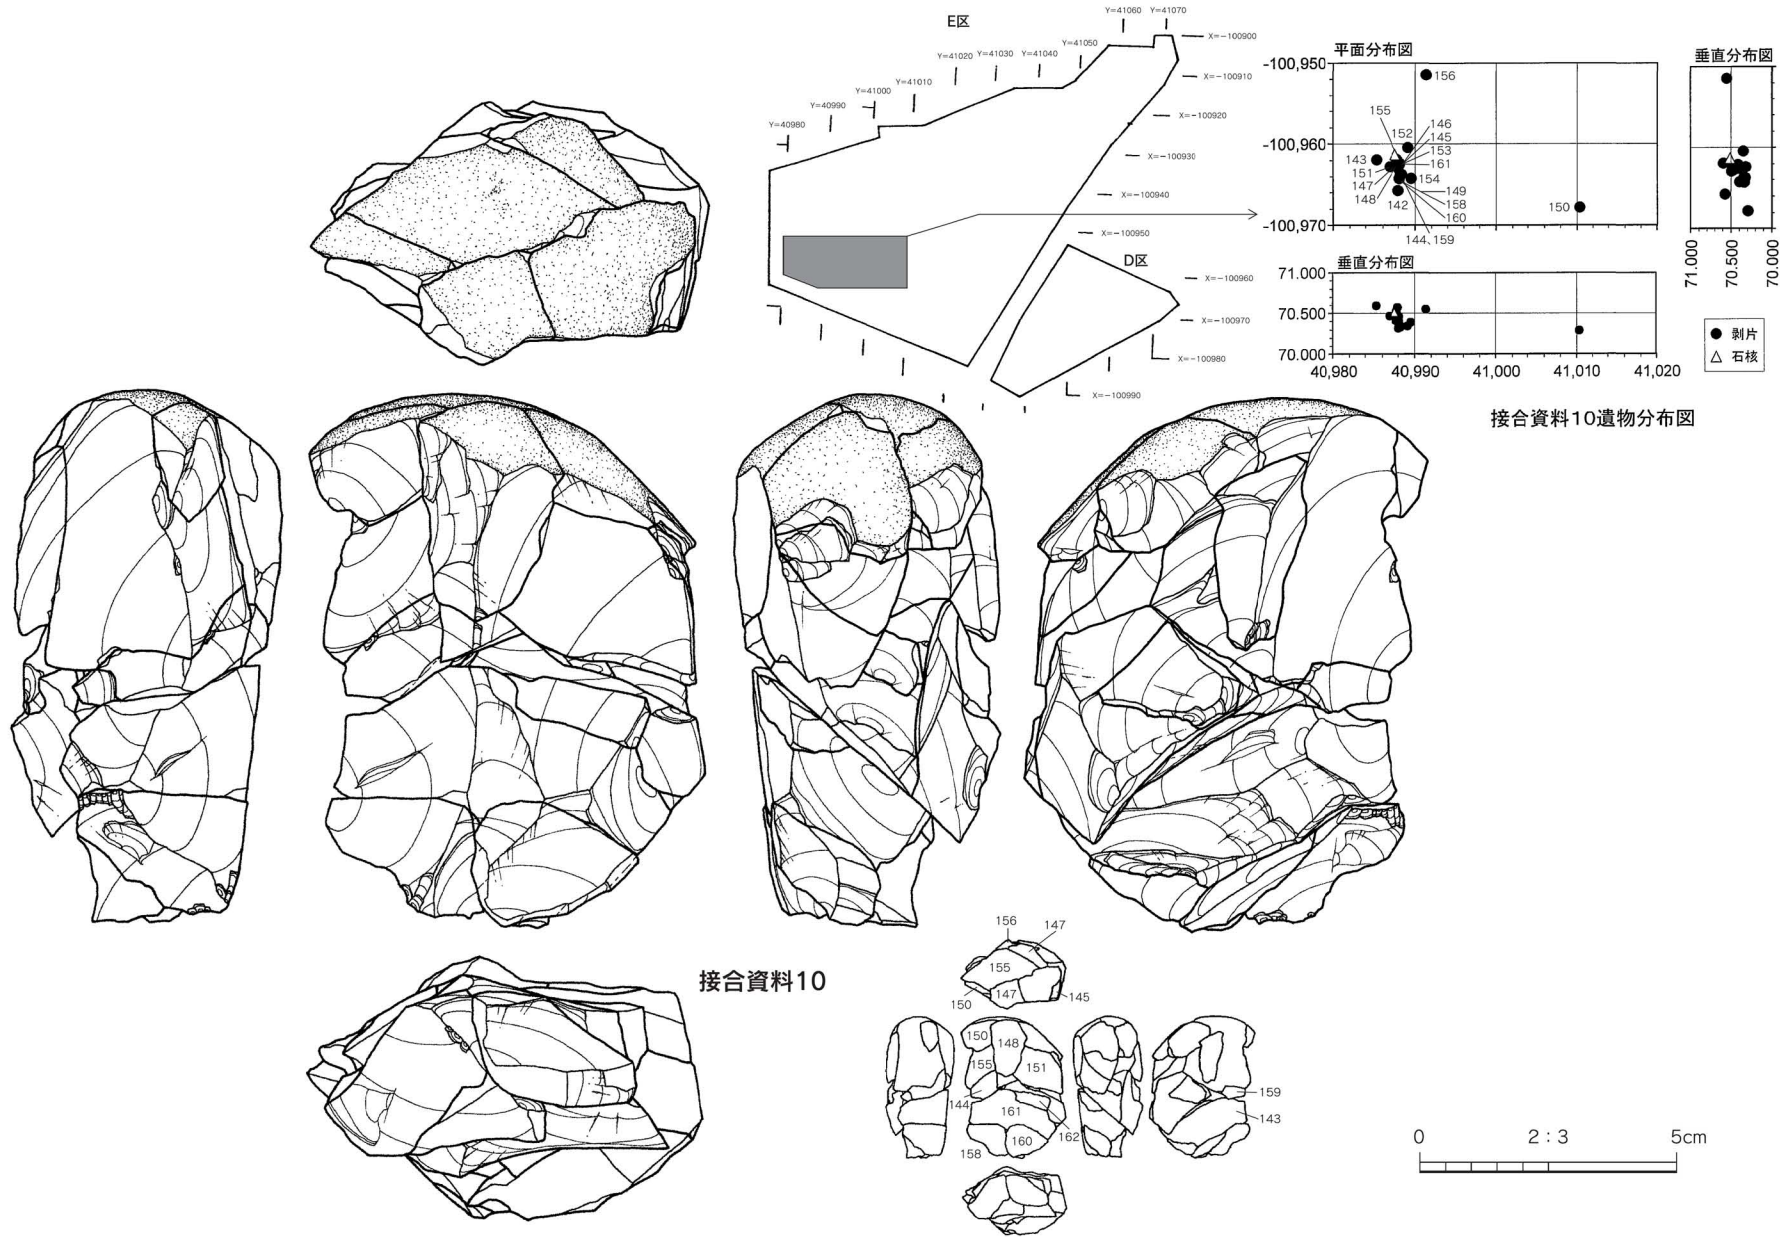 E区
Y=41060
Y=41070
Y=41050
Y=41040
Y=41030
Y=41020
Y=41010
Y=41000
Y=40990
Y=40980
X=-100900
X=-100910
X=-100920
X=-100930
X=-100940
X=-100950
D区
X=-100960
X=-100970
X=-100980
X=-100990
平面分布図
-100,950
-100,960
-100,970
156
155
152
146
145
153
161
143
151
147
148
142
154
149
158
160
144、159
150
垂直分布図
71.000
70.500
70.000
垂直分布図
71.000
70.500
70.000
40,980
40,990
41,000
41,010
41,020
● 剥片
△ 石核
接合資料10遺物分布図
接合資料10
156
147
155
150
147
145
150
148
155
151
144
161
162
158
160
159
143
0
2:3
5cm